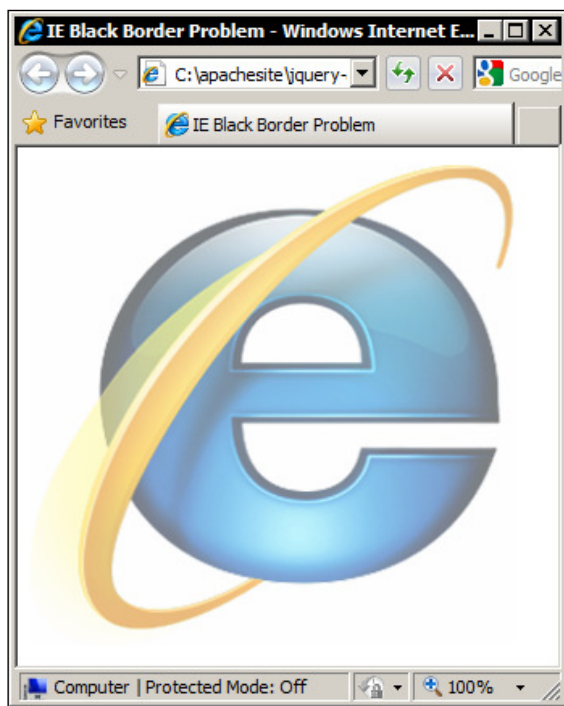 IE Black Border Problem - Windows Internet E...
C:\apachesite\jquery-
Google
Favorites
IE Black Border Problem
Computer | Protected Mode: Off
100%